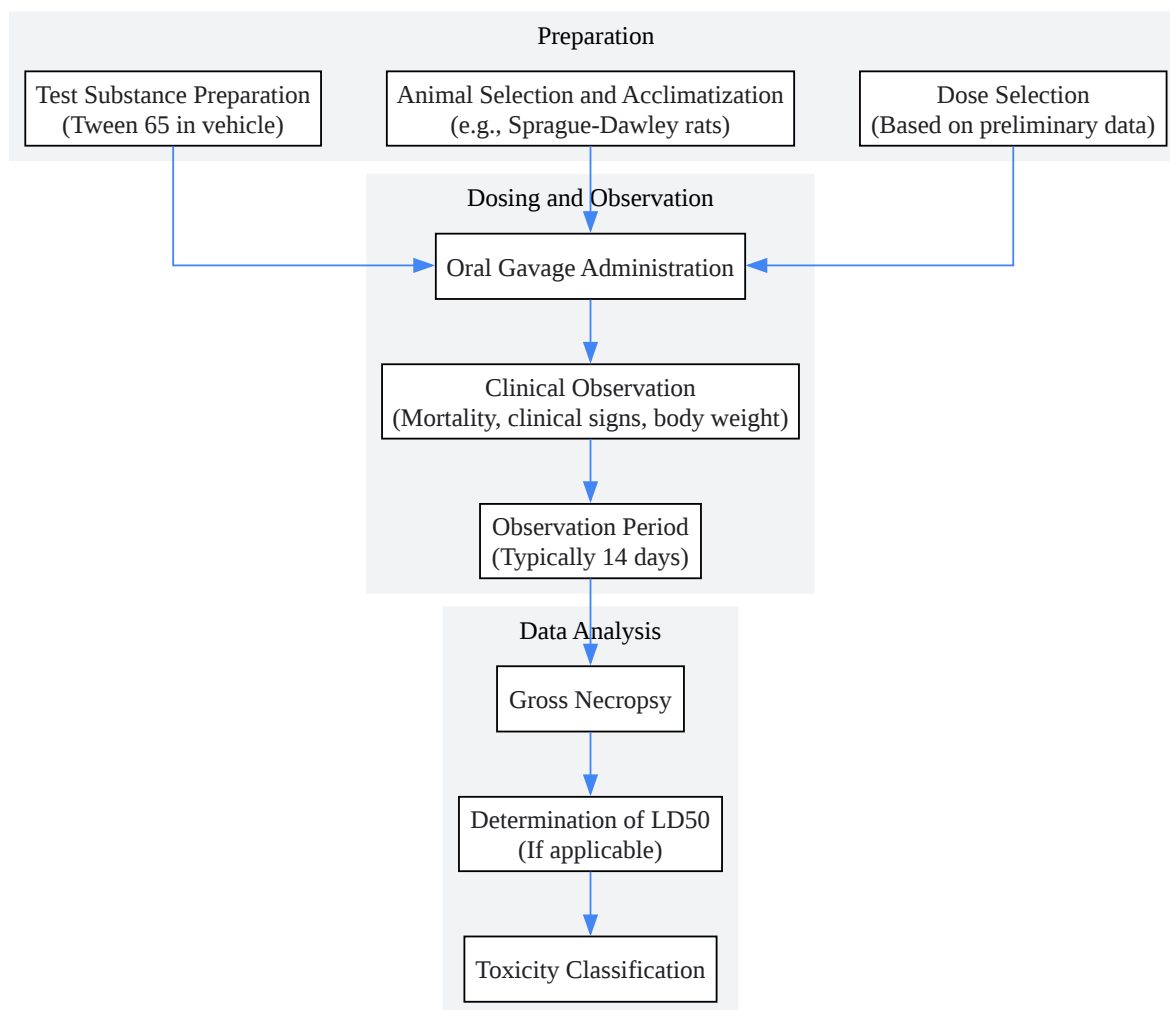 Preparation
Test Substance Preparation
(Tween 65 in vehicle)
Animal Selection and Acclimatization
(e.g., Sprague-Dawley rats)
Dose Selection
(Based on preliminary data)
Dosing and Observation
Oral Gavage Administration
Clinical Observation
(Mortality, clinical signs, body weight)
Observation Period
(Typically 14 days)
Data Analysis
Gross Necropsy
Determination of LD50
(If applicable)
Toxicity Classification